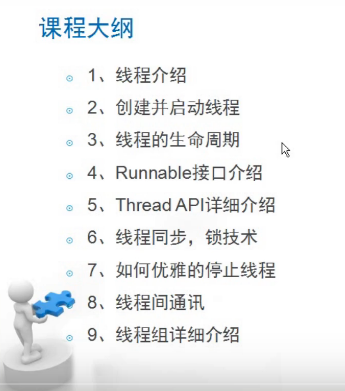 课程大纲
1、线程介绍
2、创建并启动线程
3、线程的生命周期
4、Runnable接口介绍
5、Thread API详细介绍
6、线程同步，锁技术
7、如何优雅的停止线程
8、线程间通讯
9、线程组详细介绍